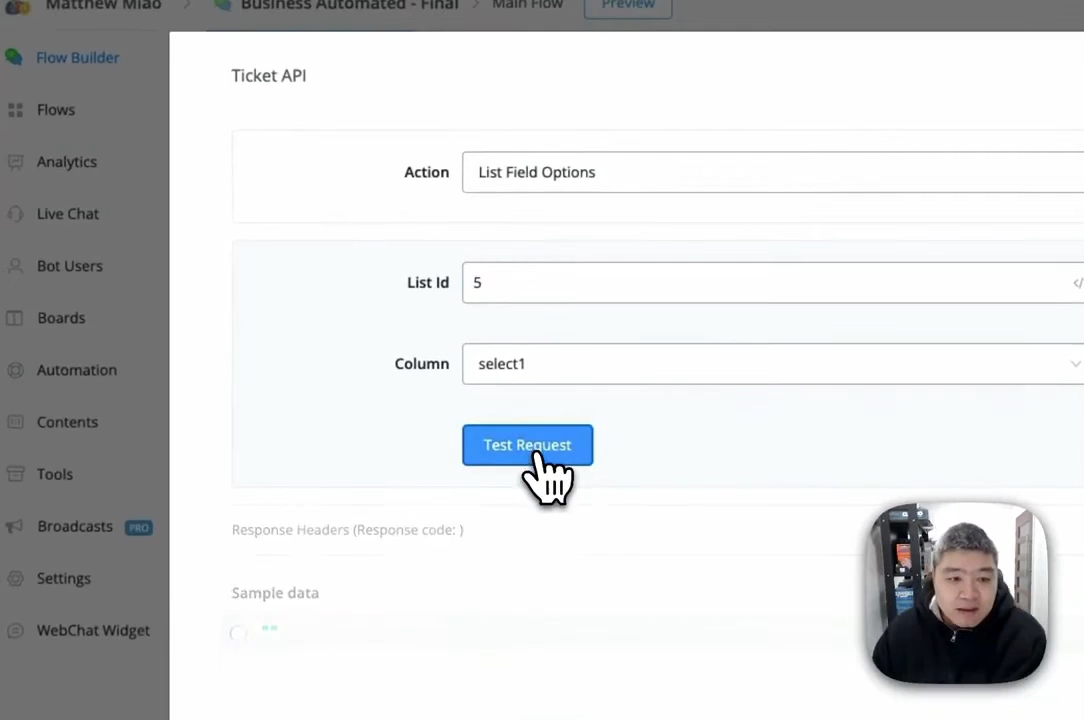 Matthew Miao > Business Automated - Final > Main Flow Preview
Flow Builder
Flows
Analytics
Live Chat
Bot Users
Boards
Automation
Contents
Tools
Broadcasts PRO
Settings
WebChat Widget
Ticket API
Action List Field Options
List Id 5 </
Column select1
Test Request
Response Headers (Response code: )
Sample data
""